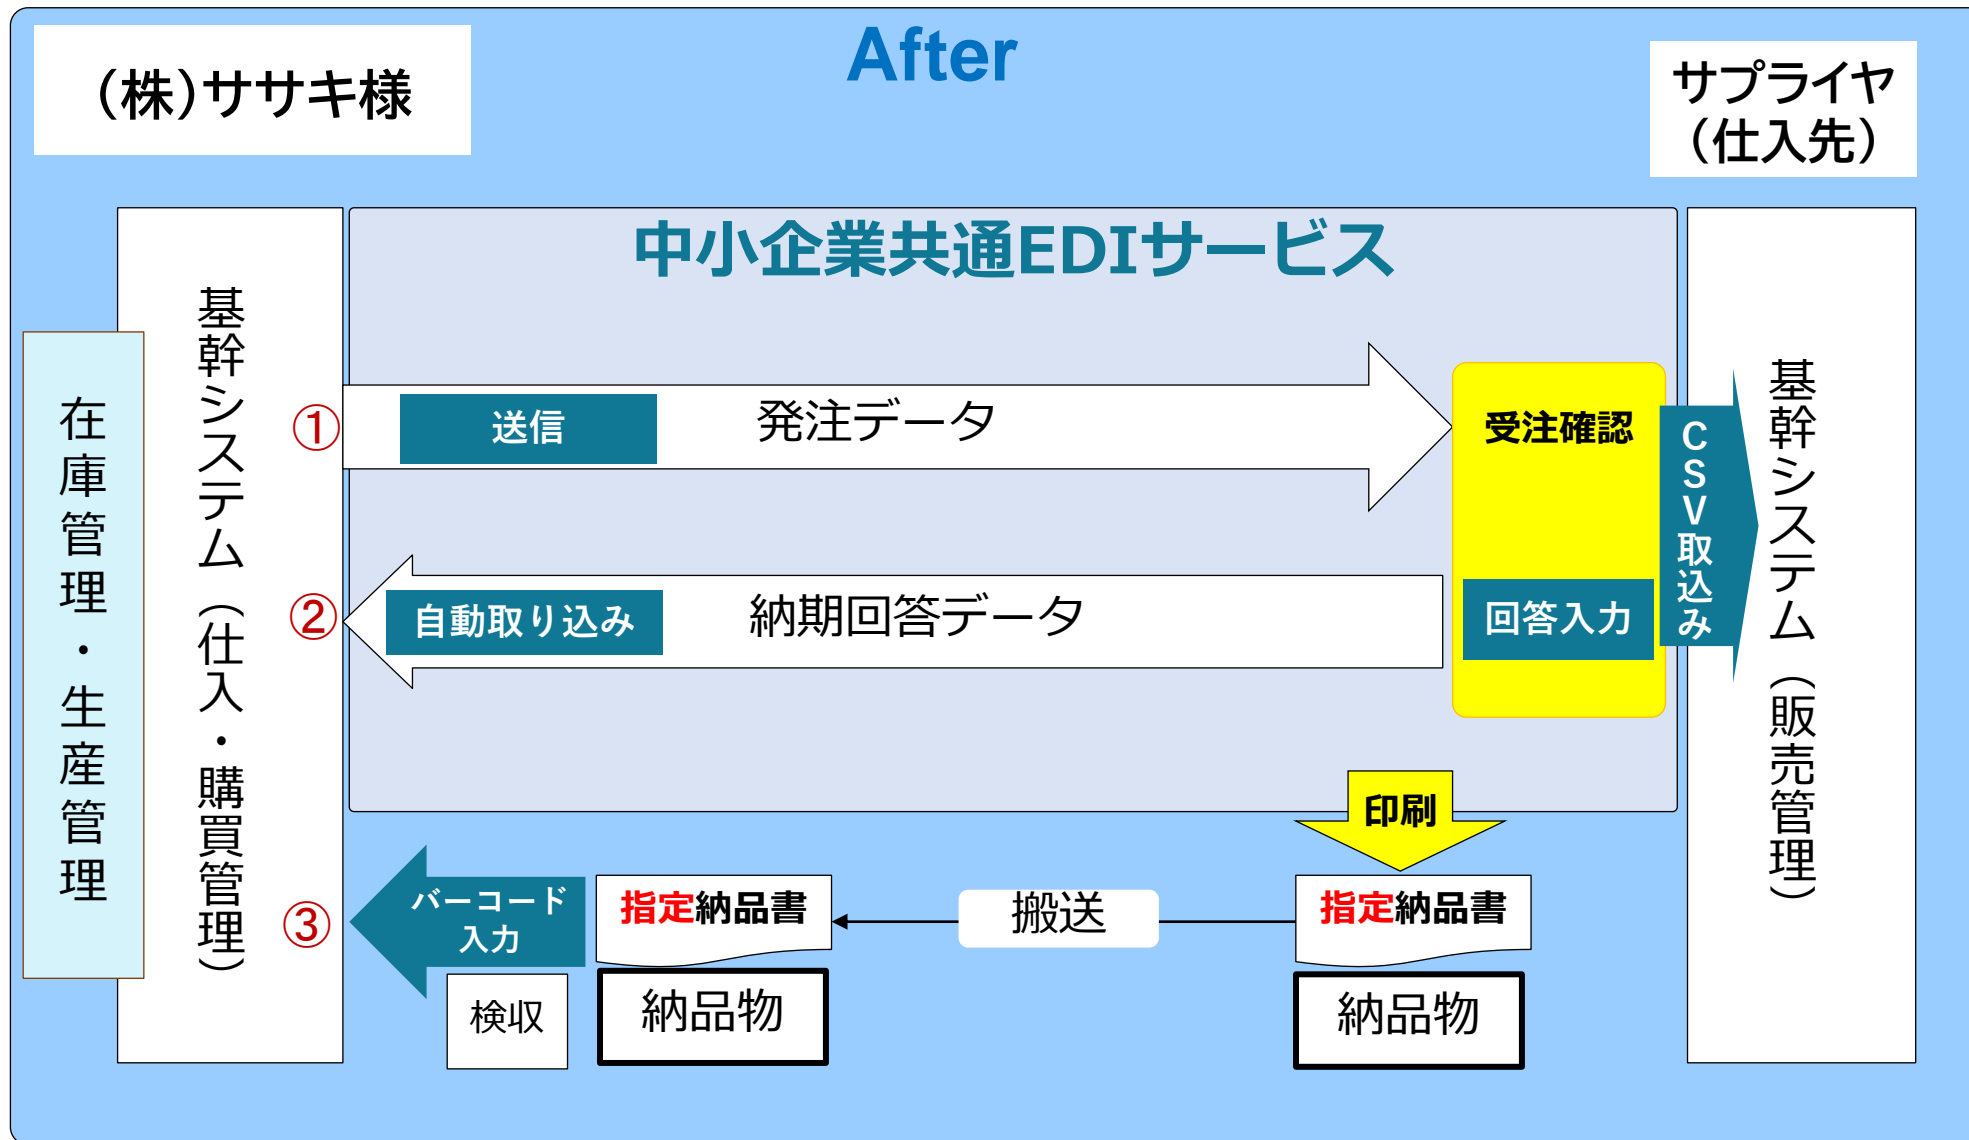 After
（株）ササキ様
サプライヤ
（仕入先）
中小企業共通EDIサービス
在庫管理・生産管理
基幹システム（仕入・購買管理）
①
送信
発注データ
受注確認
CSV取込み
基幹システム（販売管理）
②
自動取り込み
納期回答データ
回答入力
印刷
③
バーコード
入力
指定納品書
搬送
指定納品書
検収
納品物
納品物